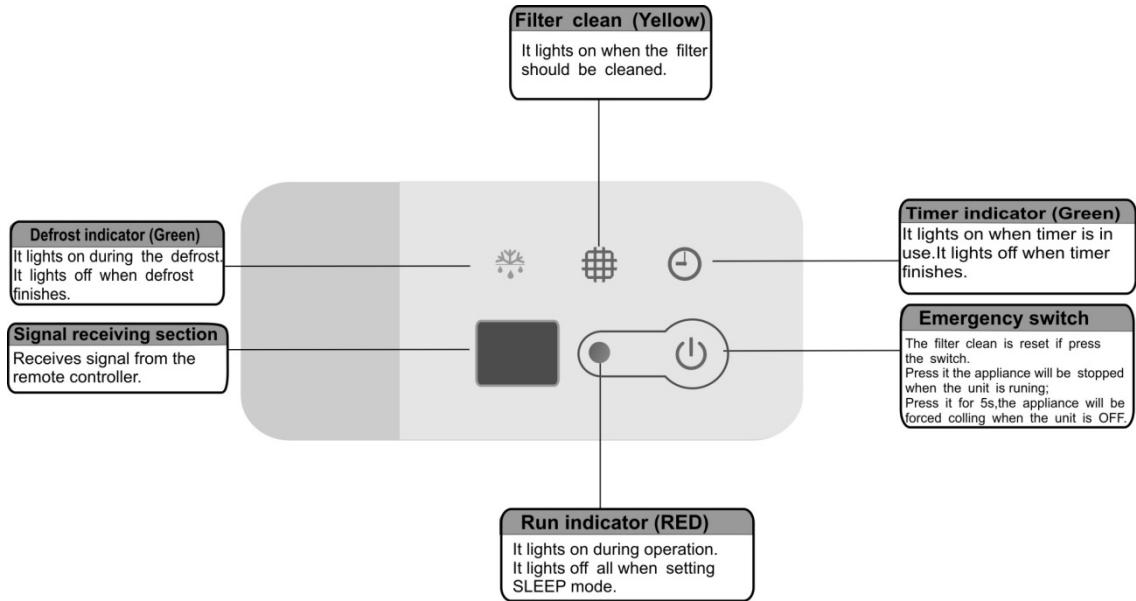 Filter clean (Yellow)
It lights on when the filter
should be cleaned.
Defrost indicator (Green)
It lights on during the defrost.
It lights off when defrost
finishes.
Timer indicator (Green)
It lights on when timer is in
use.It lights off when timer
finishes.
Signal receiving section
Receives signal from the
remote controller.
Emergency switch
The filter clean is reset if press
the switch.
Press it the appliance will be stopped
when the unit is runing;
Press it for 5s,the appliance will be
forced colling when the unit is OFF.
Run indicator (RED)
It lights on during operation.
It lights off all when setting
SLEEP mode.